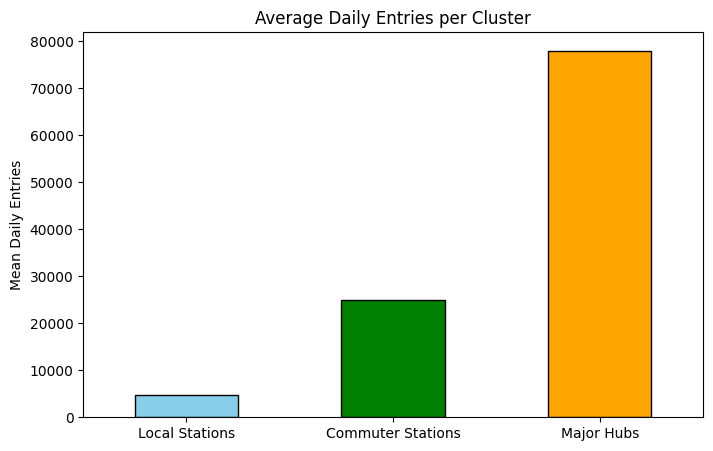 Average Daily Entries per Cluster
Mean Daily Entries
80000
70000
60000
50000
40000
30000
20000
10000
0
Local Stations
Commuter Stations
Major Hubs